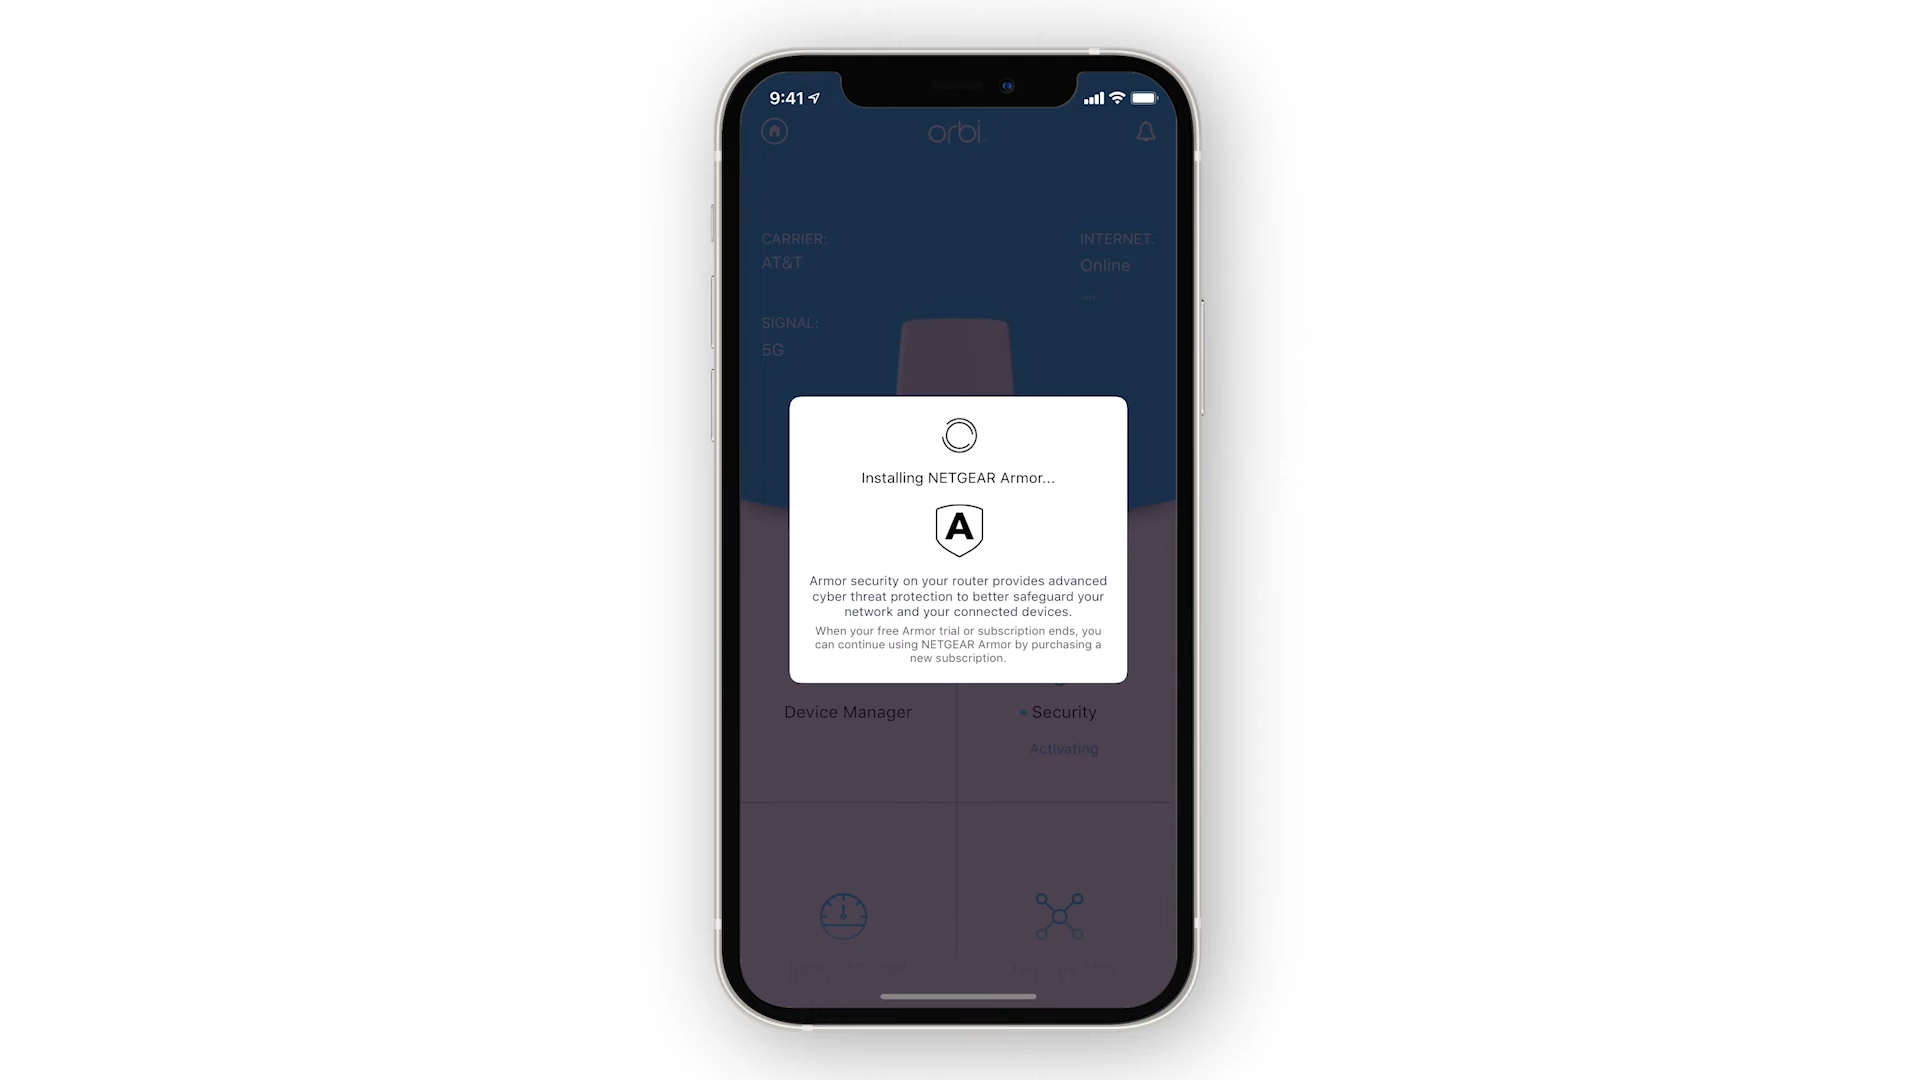 9:41
orbi
CARRIER:
AT&T
INTERNET:
Online
SIGNAL:
5G
Installing NETGEAR Armor...
A
Armor security on your router provides advanced
cyber threat protection to better safeguard your
network and your connected devices.
When your free Armor trial or subscription ends, you
can continue using NETGEAR Armor by purchasing a
new subscription.
Device Manager
Security
Activating